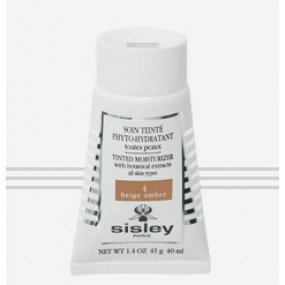 SOIN TEINTÉ
PHYTO-HYDRATANT
toutes peaux
TINTED MOISTURIZER
with botanical extracts
all skin types
4
beige amber
sisley
PARIS
NET WT 1.4 OZ 41 g 40 ml